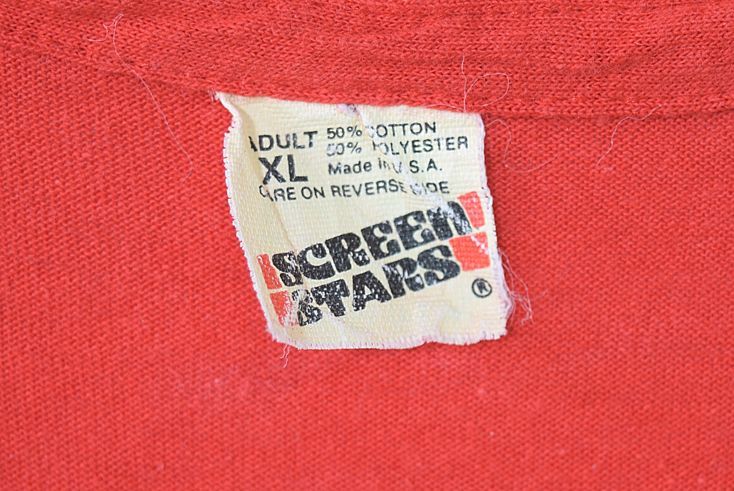 ADULT 50% COTTON
XL 50% POLYESTER
Made in U.S.A.
CARE ON REVERSE SIDE
SCREEN
STARS
®